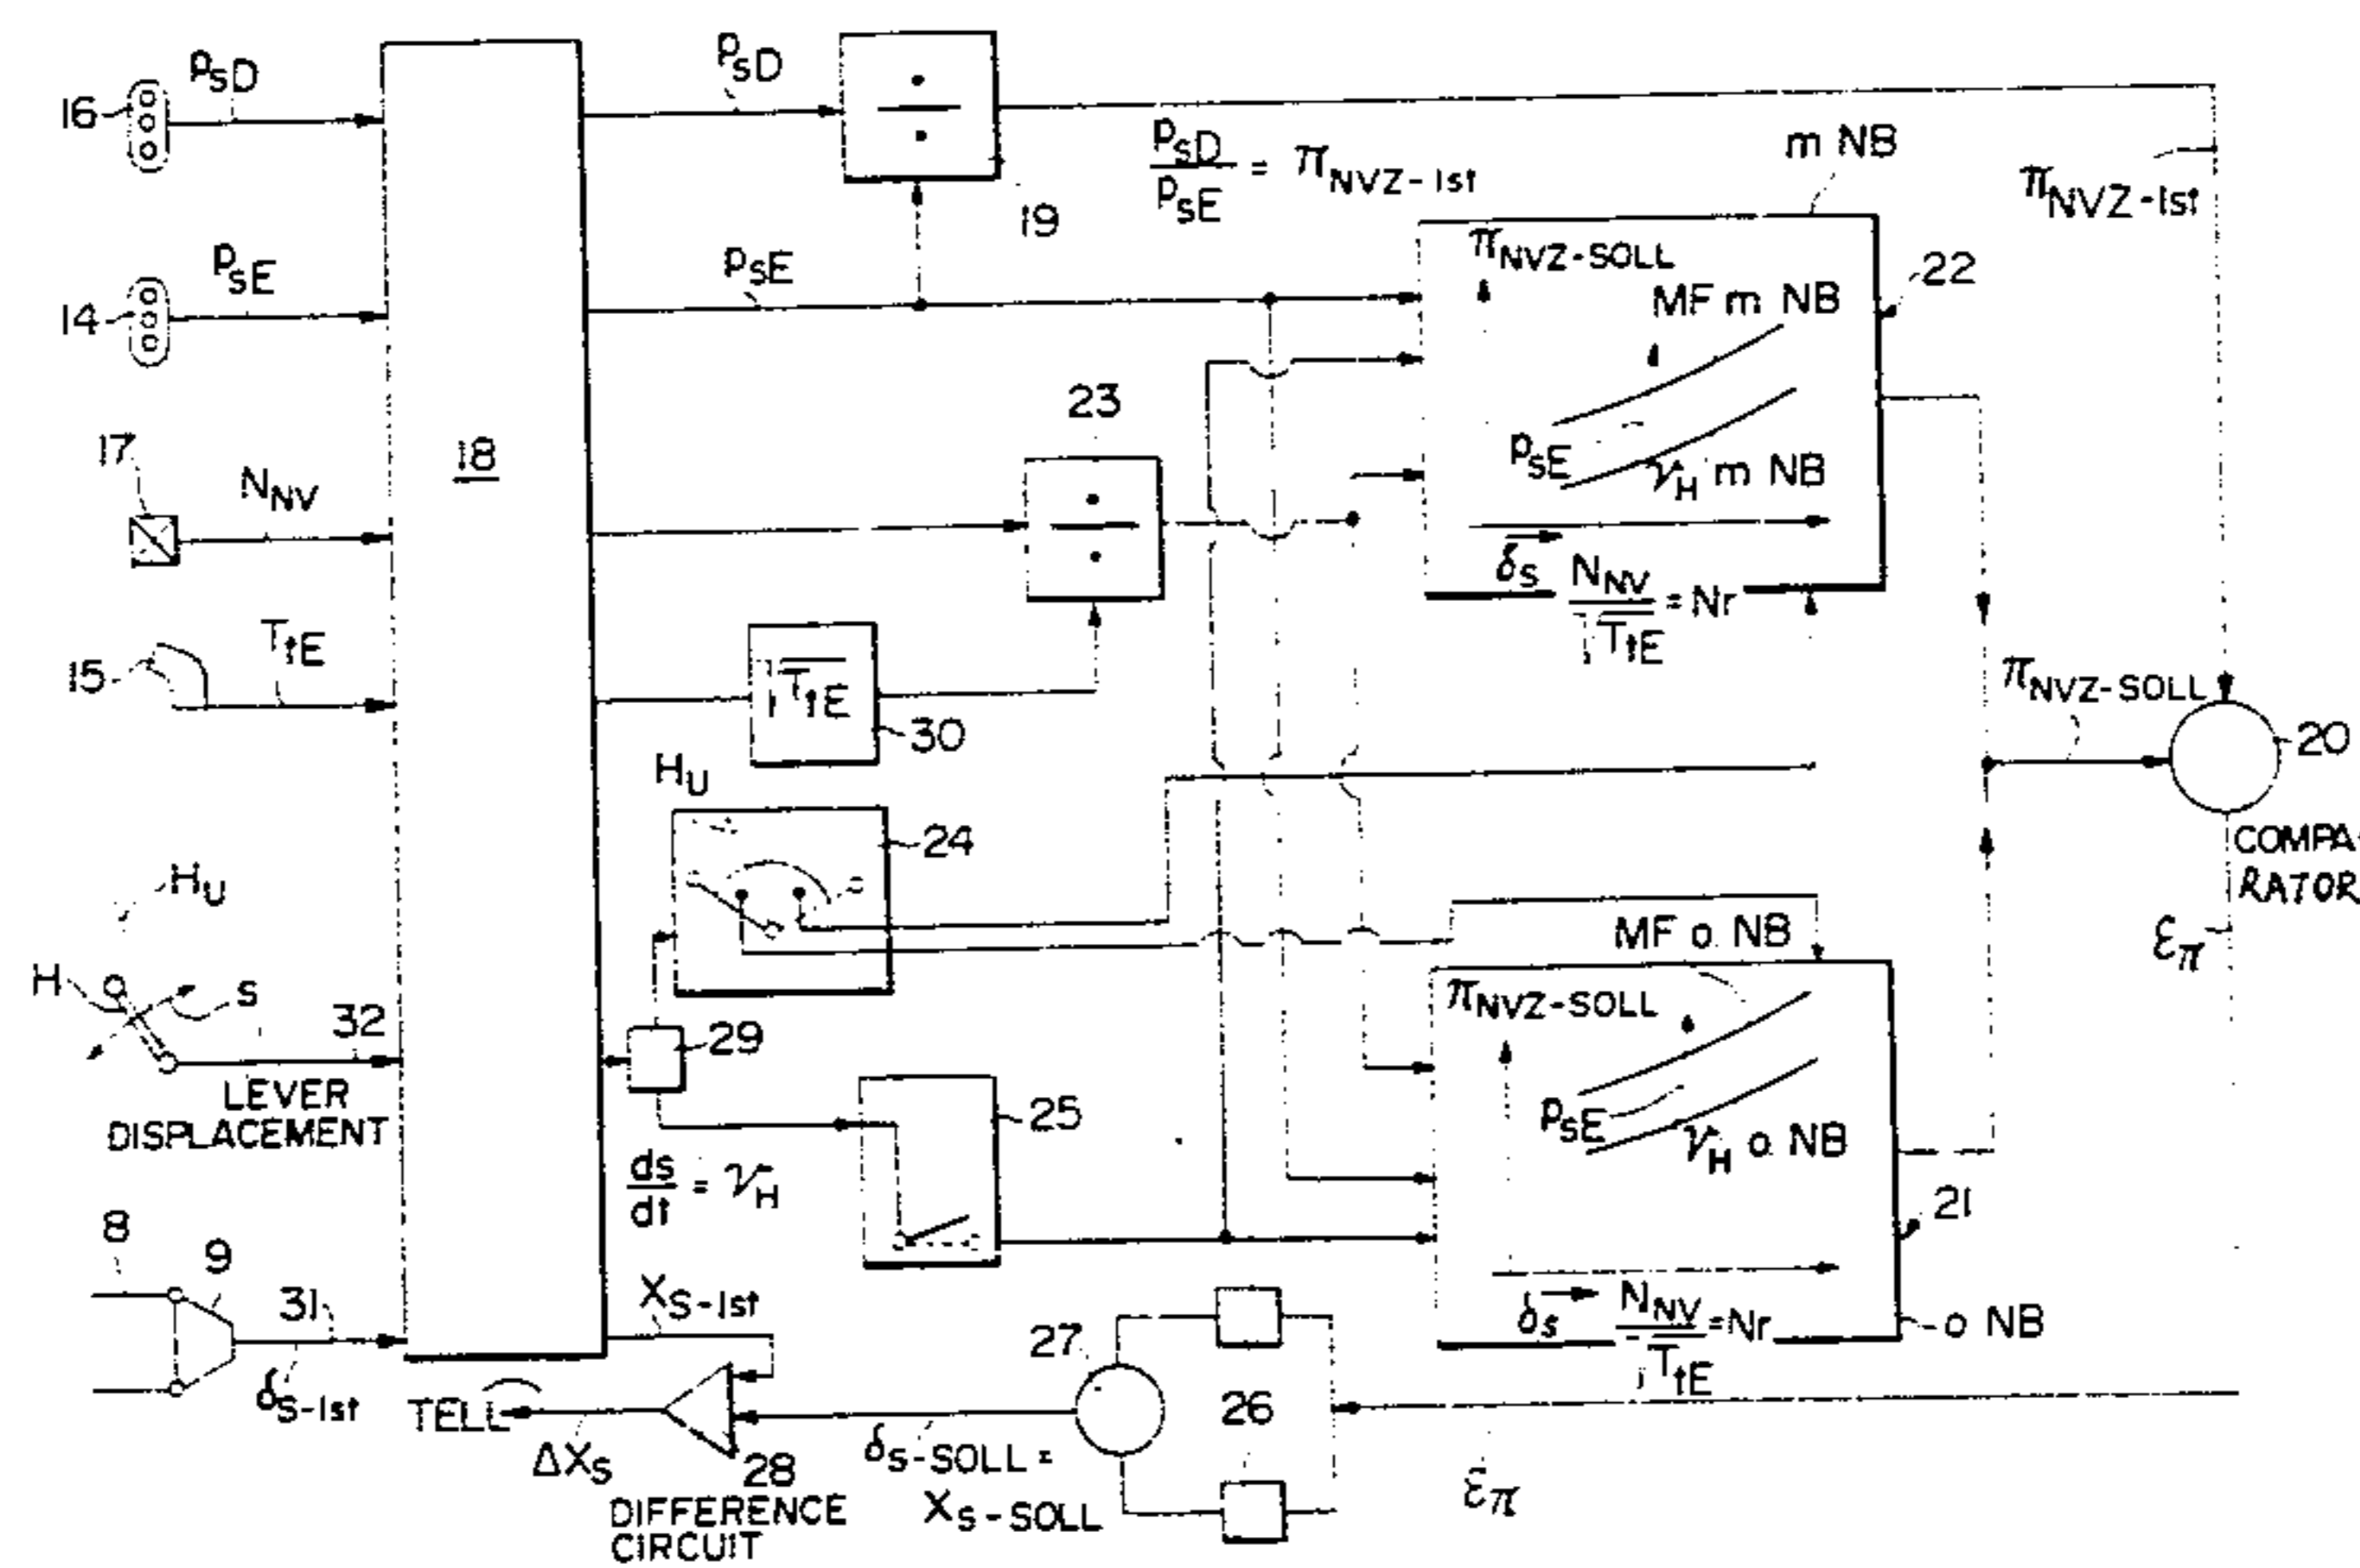 16
PsD
PsD
19
PsD
PsE
= πNVZ-Ist
m NB
πNVZ-Ist
14
PsE
PsE
πNVZ-SOLL
MF m NB
22
PsE
νH m NB
δs
NNV
√TtE
= Nr
17
NNV
18
23
15
TtE
√TtE
30
πNVZ-SOLL
20
COMPA-
RATOR
επ
HU
24
HU
H
s
32
LEVER
DISPLACEMENT
29
ds
dt
= νH
25
MF o NB
πNVZ-SOLL
PsE
νH o NB
21
δs
NNV
√TtE
= Nr
o NB
8
9
31
δS-Ist
XS-Ist
TELL
ΔXS
28
DIFFERENCE
CIRCUIT
δS-SOLL =
XS-SOLL
27
26
επ